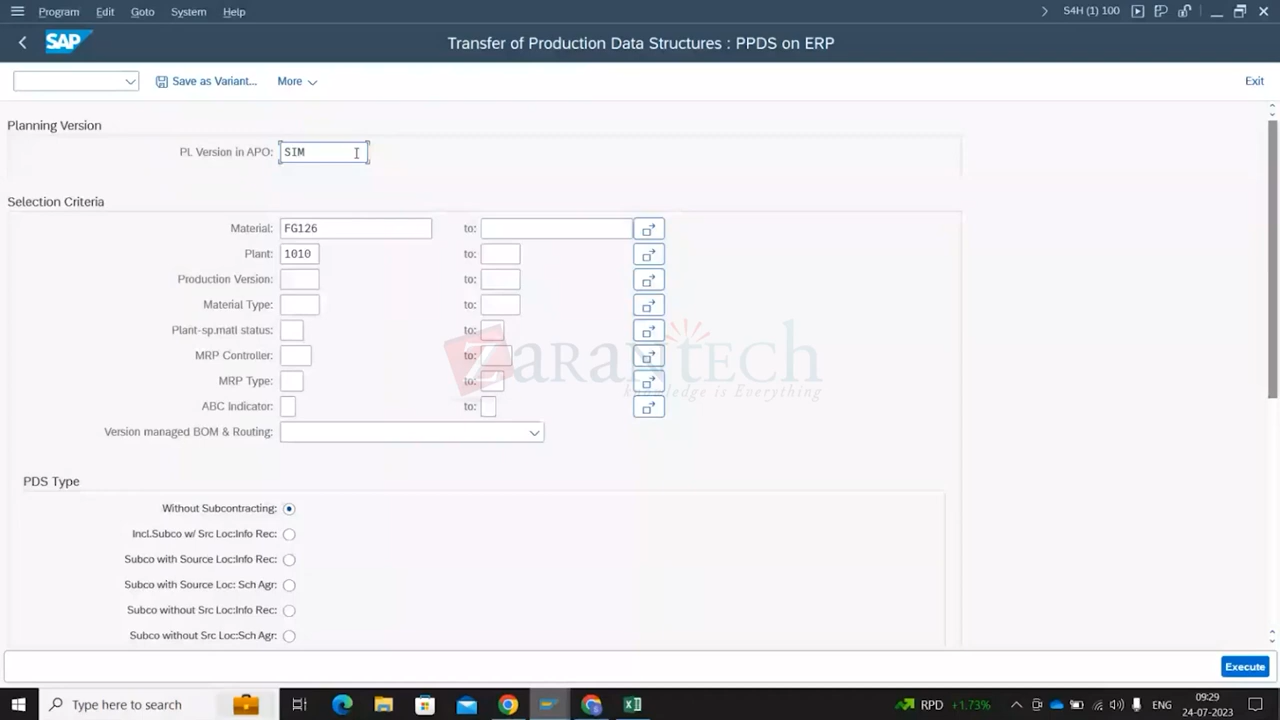 Program Edit Goto System Help S4H (1) 100
SAP Transfer of Production Data Structures : PPDS on ERP
Save as Variant... More Exit
Planning Version
PL Version in APO: SIM
Selection Criteria
Material: FG126 to:
Plant: 1010 to:
Production Version: to:
Material Type: to:
Plant-sp.matl status: to:
MRP Controller: to:
MRP Type: to:
ABC Indicator: to:
Version managed BOM & Routing:
ZaranTech
knowledge is Everything
PDS Type
Without Subcontracting:
Incl.Subco w/ Src Loc:Info Rec:
Subco with Source Loc:Info Rec:
Subco with Source Loc: Sch Agr:
Subco without Src Loc:Info Rec:
Subco without Src Loc:Sch Agr:
Execute
Type here to search RPD +1.73% ENG 09:29
24-07-2023